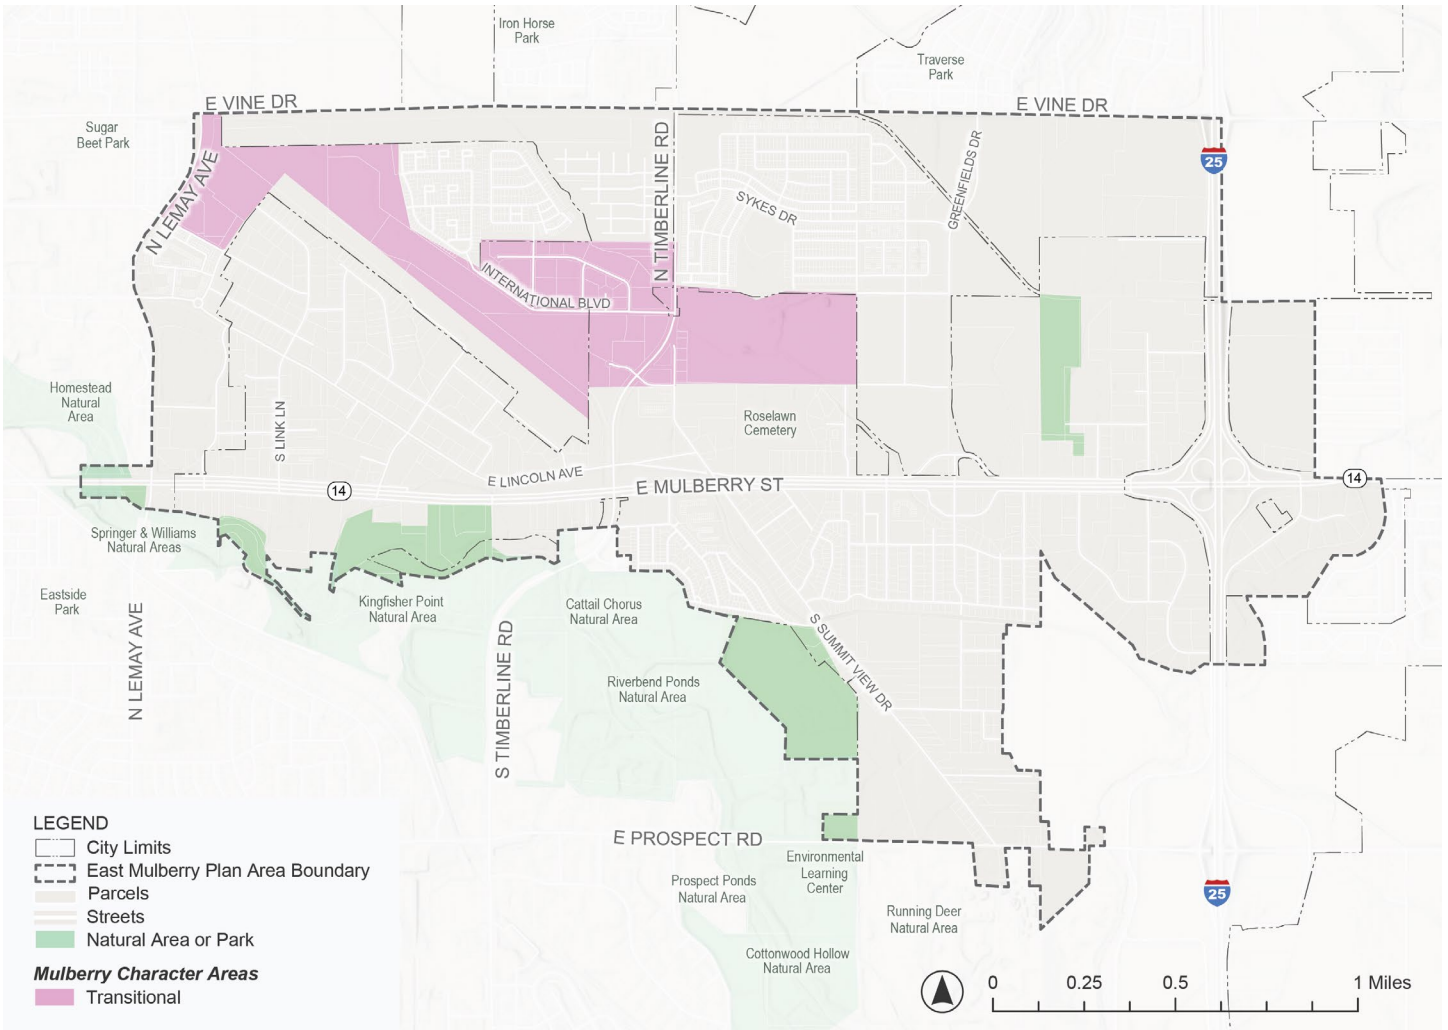 Iron Horse
Park
Traverse
Park
E VINE DR
E VINE DR
Sugar
Beet Park
25
N LEMAY AVE
N TIMBERLINE RD
SYKES DR
GREENFIELDS DR
INTERNATIONAL BLVD
Homestead
Natural
Area
S LINK LN
Roselawn
Cemetery
E LINCOLN AVE
14
E MULBERRY ST
14
Springer & Williams
Natural Areas
Eastside
Park
Kingfisher Point
Natural Area
Cattail Chorus
Natural Area
N LEMAY AVE
S TIMBERLINE RD
S SUMMIT VIEW DR
Riverbend Ponds
Natural Area
E PROSPECT RD
Environmental
Learning
Center
Prospect Ponds
Natural Area
25
Running Deer
Natural Area
Cottonwood Hollow
Natural Area
LEGEND
City Limits
East Mulberry Plan Area Boundary
Parcels
Streets
Natural Area or Park
Mulberry Character Areas
Transitional
0 0.25 0.5 1 Miles